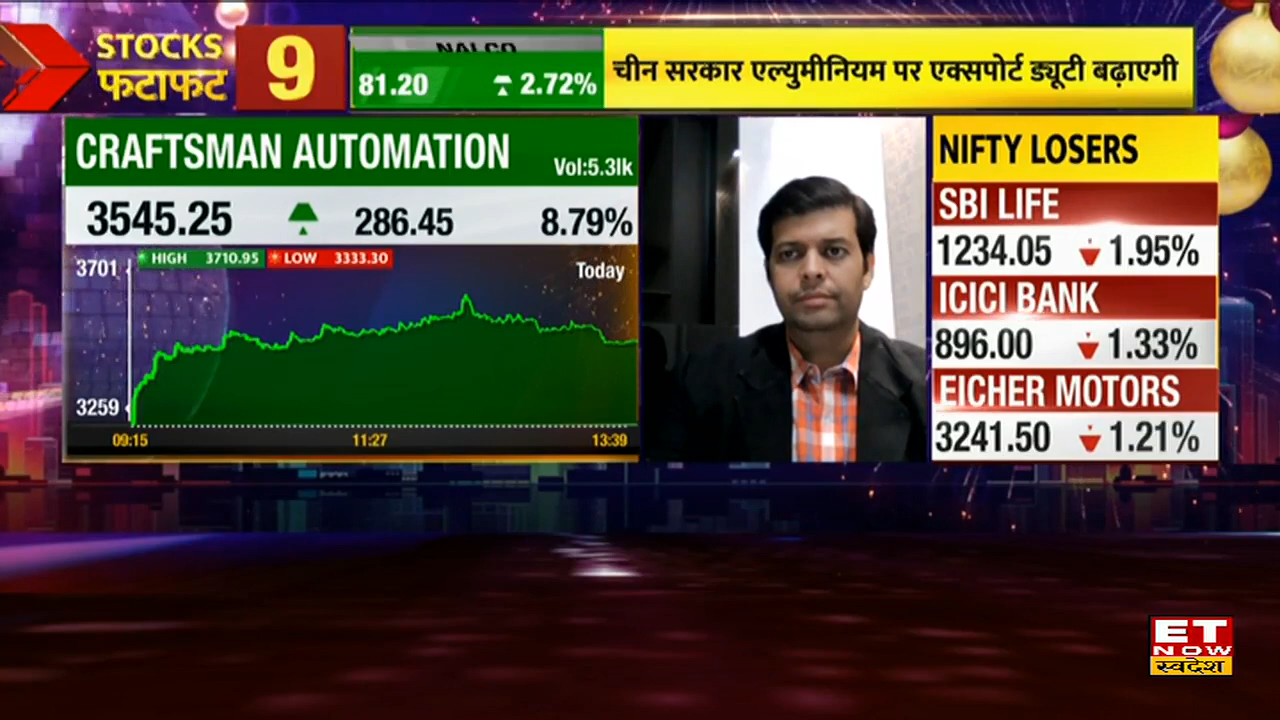 STOCKS
फटाफट
9
NALCO
81.20 2.72%
चीन सरकार एल्युमीनियम पर एक्सपोर्ट ड्यूटी बढ़ाएगी
CRAFTSMAN AUTOMATION Vol:5.3lk
3545.25 286.45 8.79%
HIGH 3710.95 LOW 3333.30
3701 Today
3259
09:15 11:27 13:39
NIFTY LOSERS
SBI LIFE
1234.05 1.95%
ICICI BANK
896.00 1.33%
EICHER MOTORS
3241.50 1.21%
ET
NOW
स्वदेश